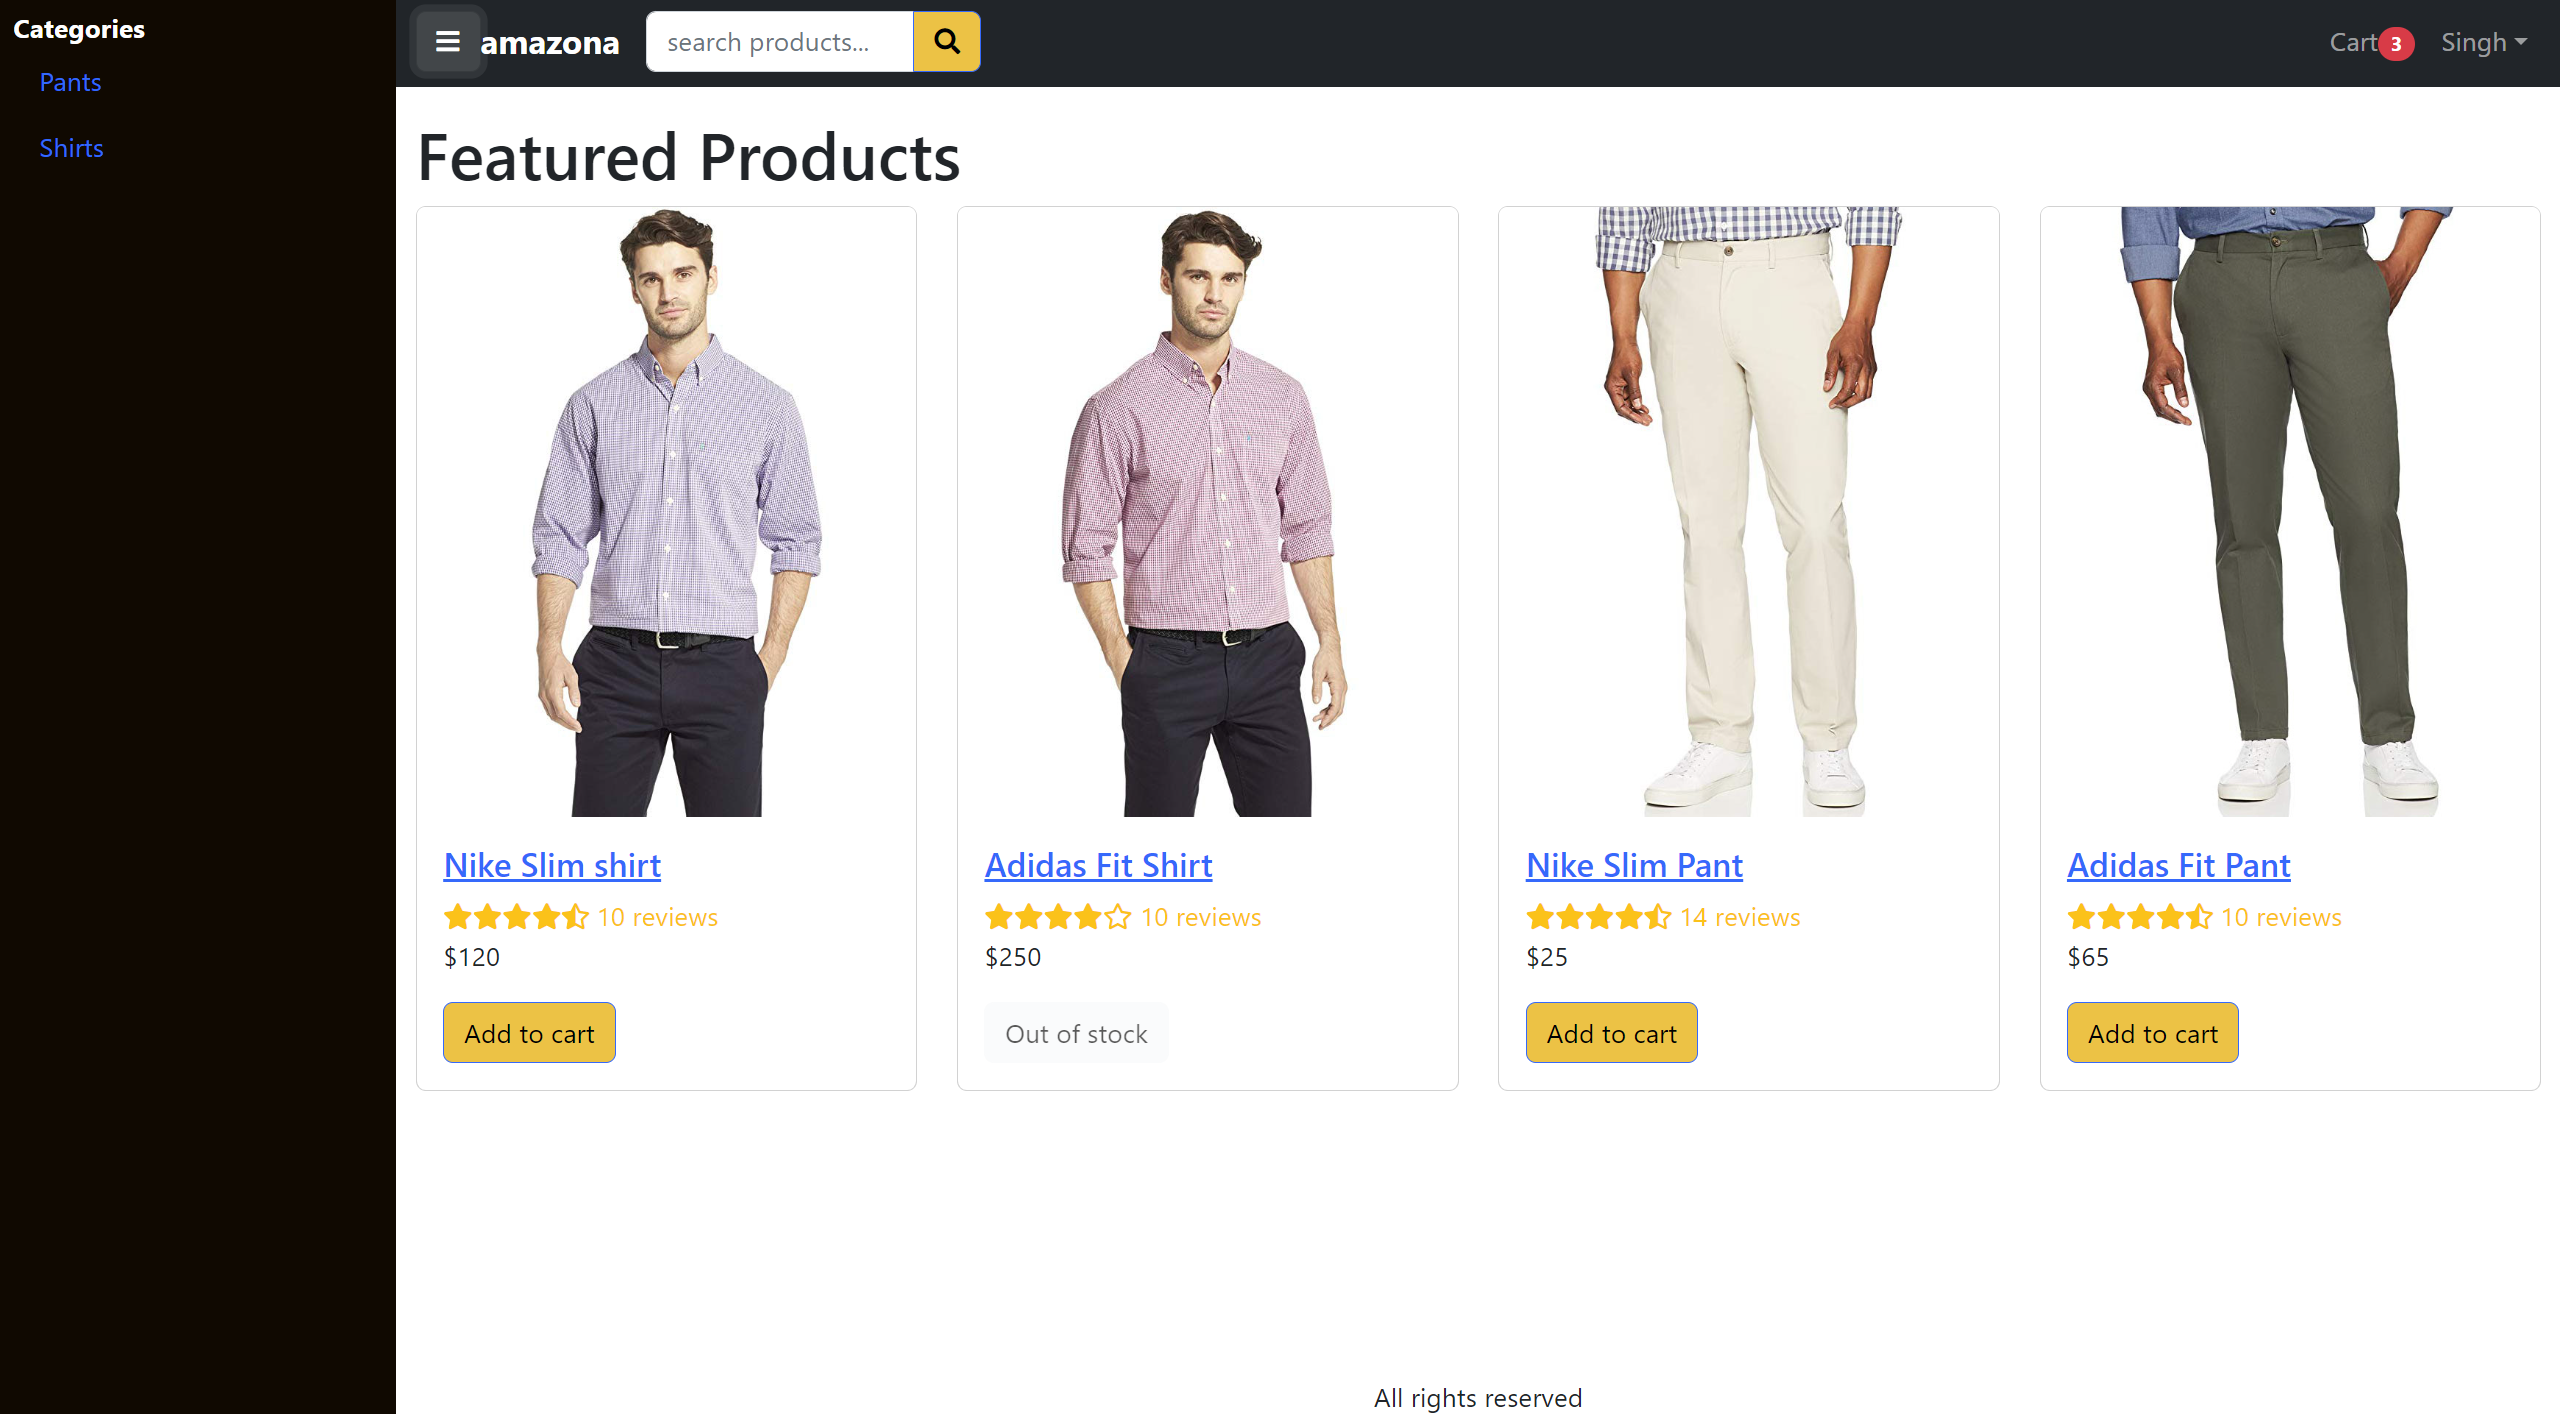 Categories
Pants
Shirts
amazona
search products...
Cart 3
Singh
Featured Products
Nike Slim shirt
10 reviews
$120
Add to cart
Adidas Fit Shirt
10 reviews
$250
Out of stock
Nike Slim Pant
14 reviews
$25
Add to cart
Adidas Fit Pant
10 reviews
$65
Add to cart
All rights reserved